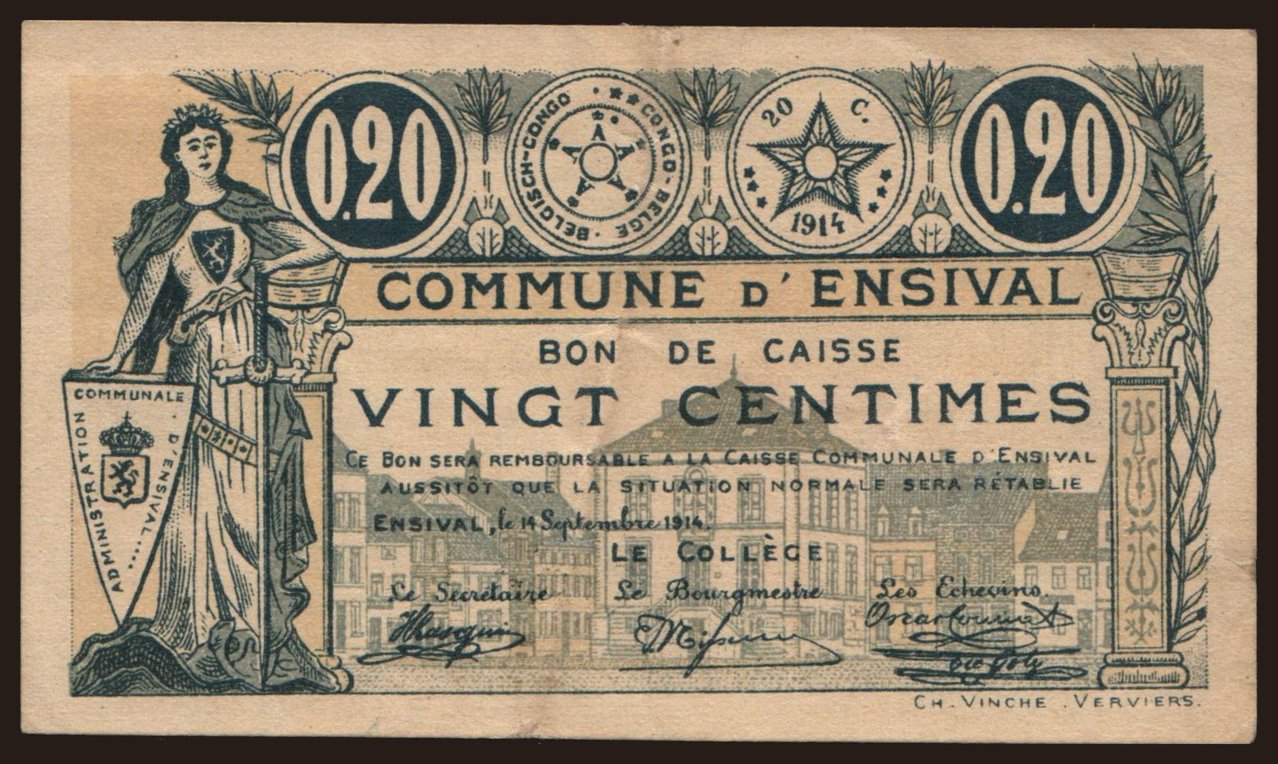 0.20
BELGISCH-CONGO · CONGO-BELGE ·
A A A A A
20 C.
1914
0.20
COMMUNE D'ENSIVAL
BON DE CAISSE
VINGT CENTIMES
ADMINISTRATION COMMUNALE · D'ENSIVAL....
CE BON SERA REMBOURSABLE A LA CAISSE COMMUNALE D'ENSIVAL
AUSSITÔT QUE LA SITUATION NORMALE SERA RÉTABLIE
ENSIVAL, le 14 Septembre 1914.
LE COLLÈGE
Le Secrétaire Le Bourgmestre Les Echevins.
CH. VINCHE . VERVIERS.